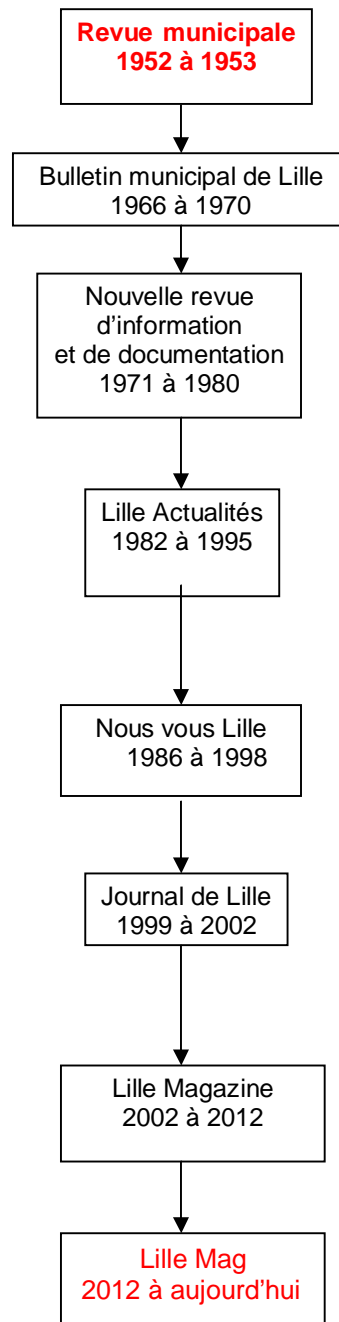 Revue municipale
1952 à 1953
Bulletin municipal de Lille
1966 à 1970
Nouvelle revue
d’information
et de documentation
1971 à 1980
Lille Actualités
1982 à 1995
Nous vous Lille
1986 à 1998
Journal de Lille
1999 à 2002
Lille Magazine
2002 à 2012
Lille Mag
2012 à aujourd’hui